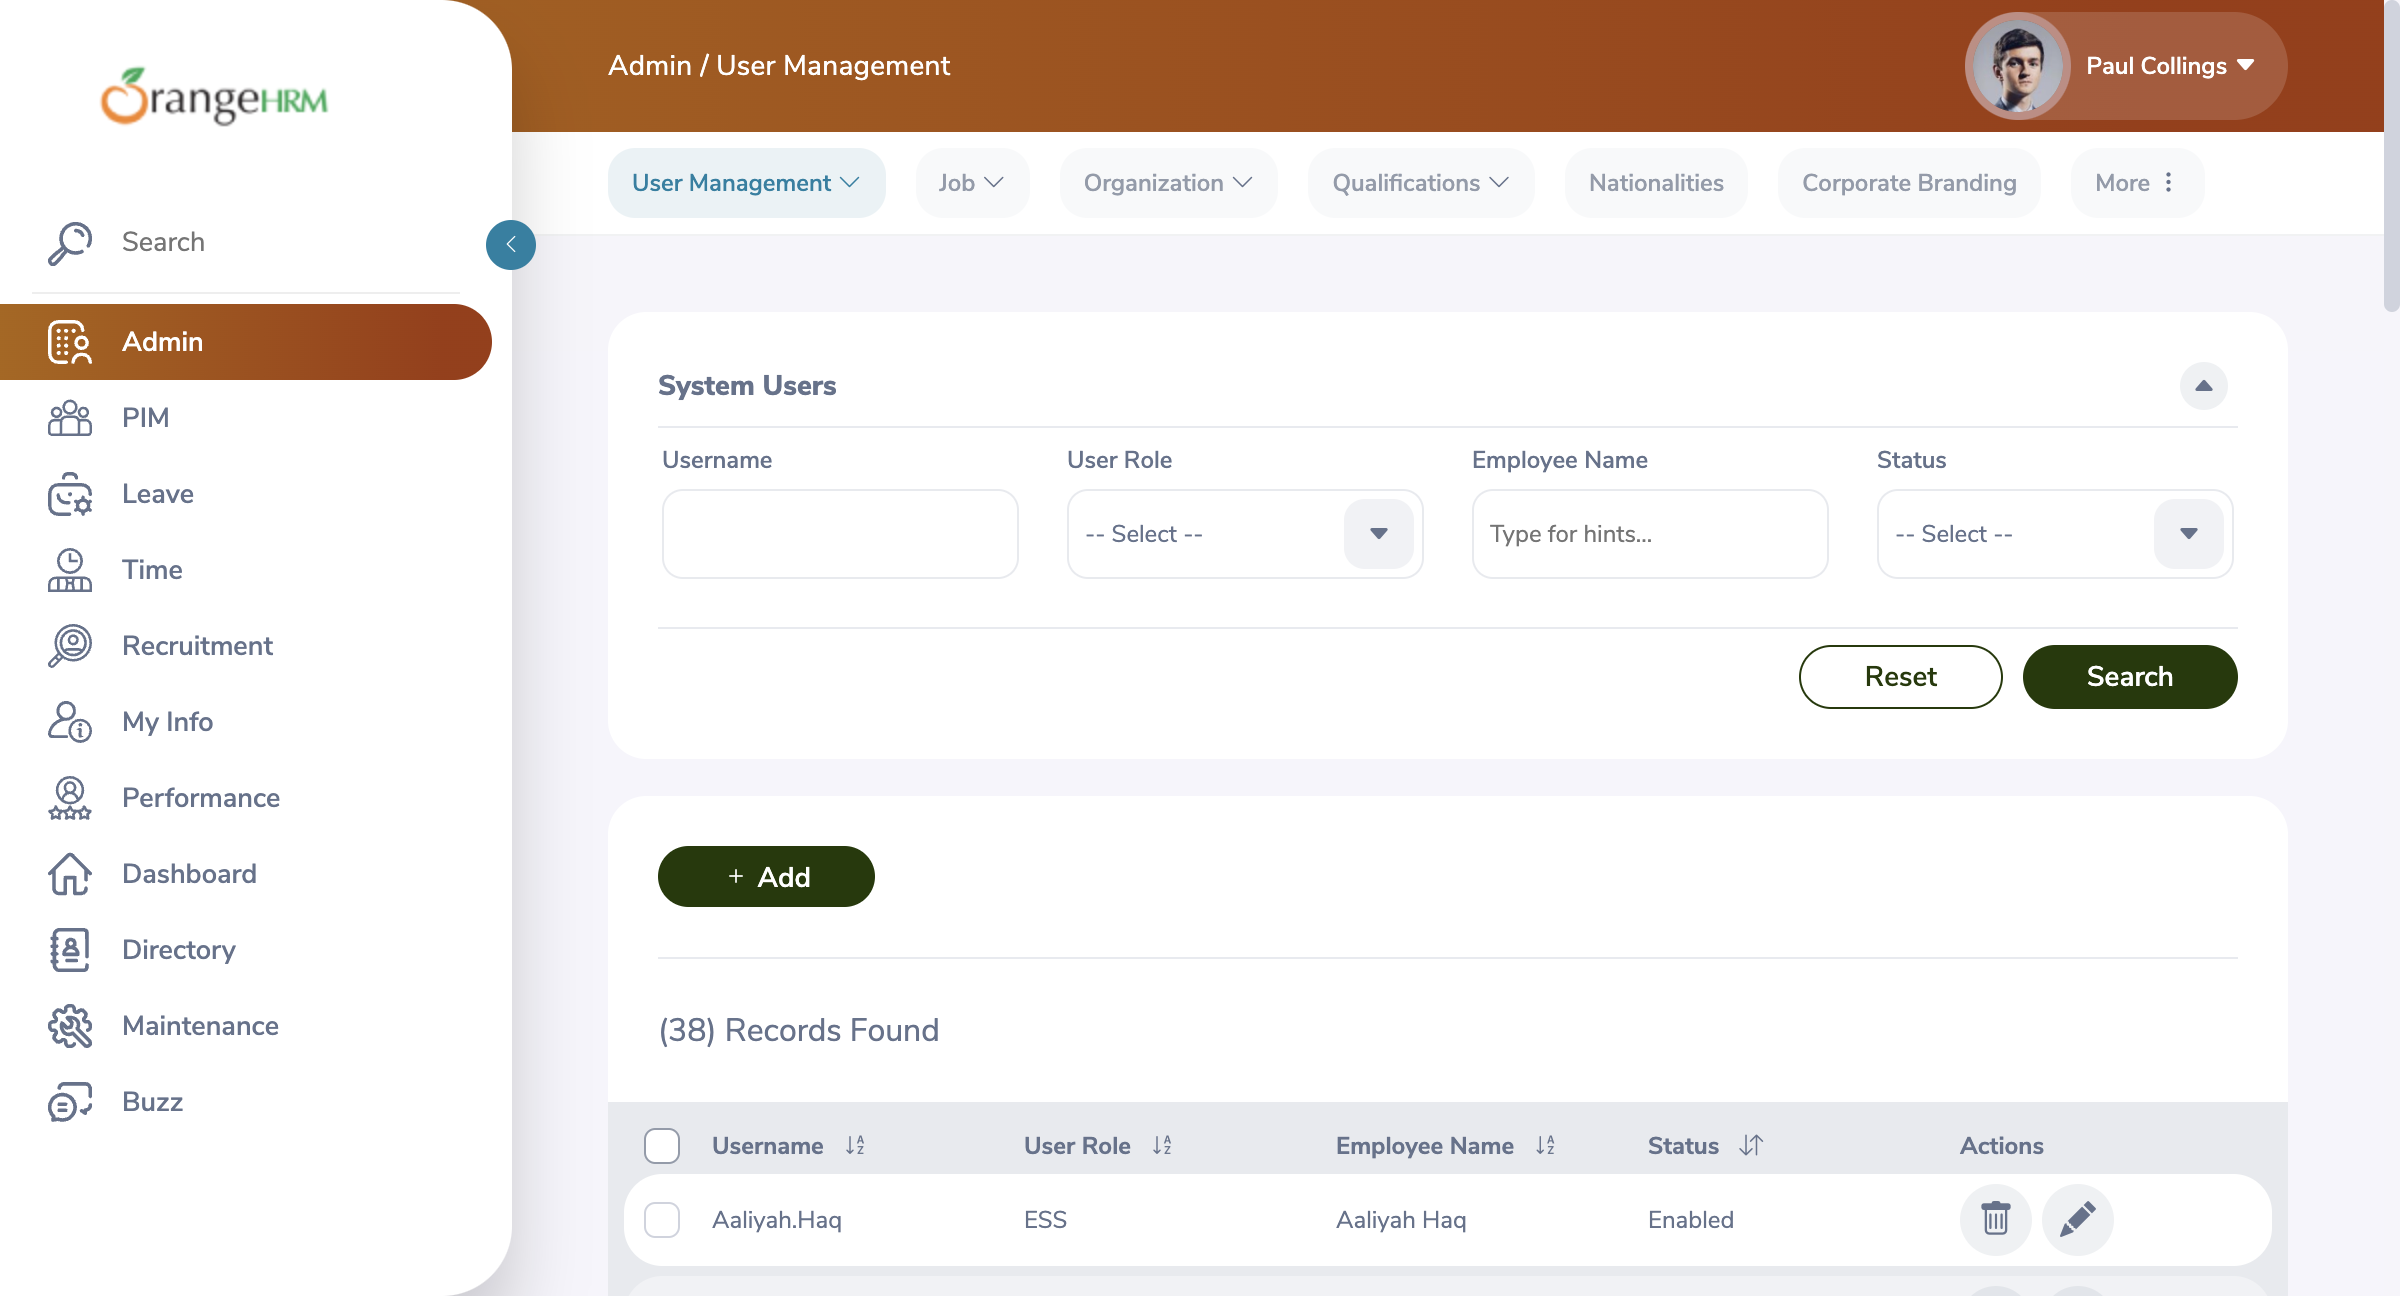 OrangeHRM
Search
Admin
PIM
Leave
Time
Recruitment
My Info
Performance
Dashboard
Directory
Maintenance
Buzz
Admin / User Management
Paul Collings
User Management
Job
Organization
Qualifications
Nationalities
Corporate Branding
More
System Users
Username
User Role
Employee Name
Status
-- Select --
Type for hints...
-- Select --
Reset
Search
+ Add
(38) Records Found
Username
User Role
Employee Name
Status
Actions
Aaliyah.Haq
ESS
Aaliyah Haq
Enabled